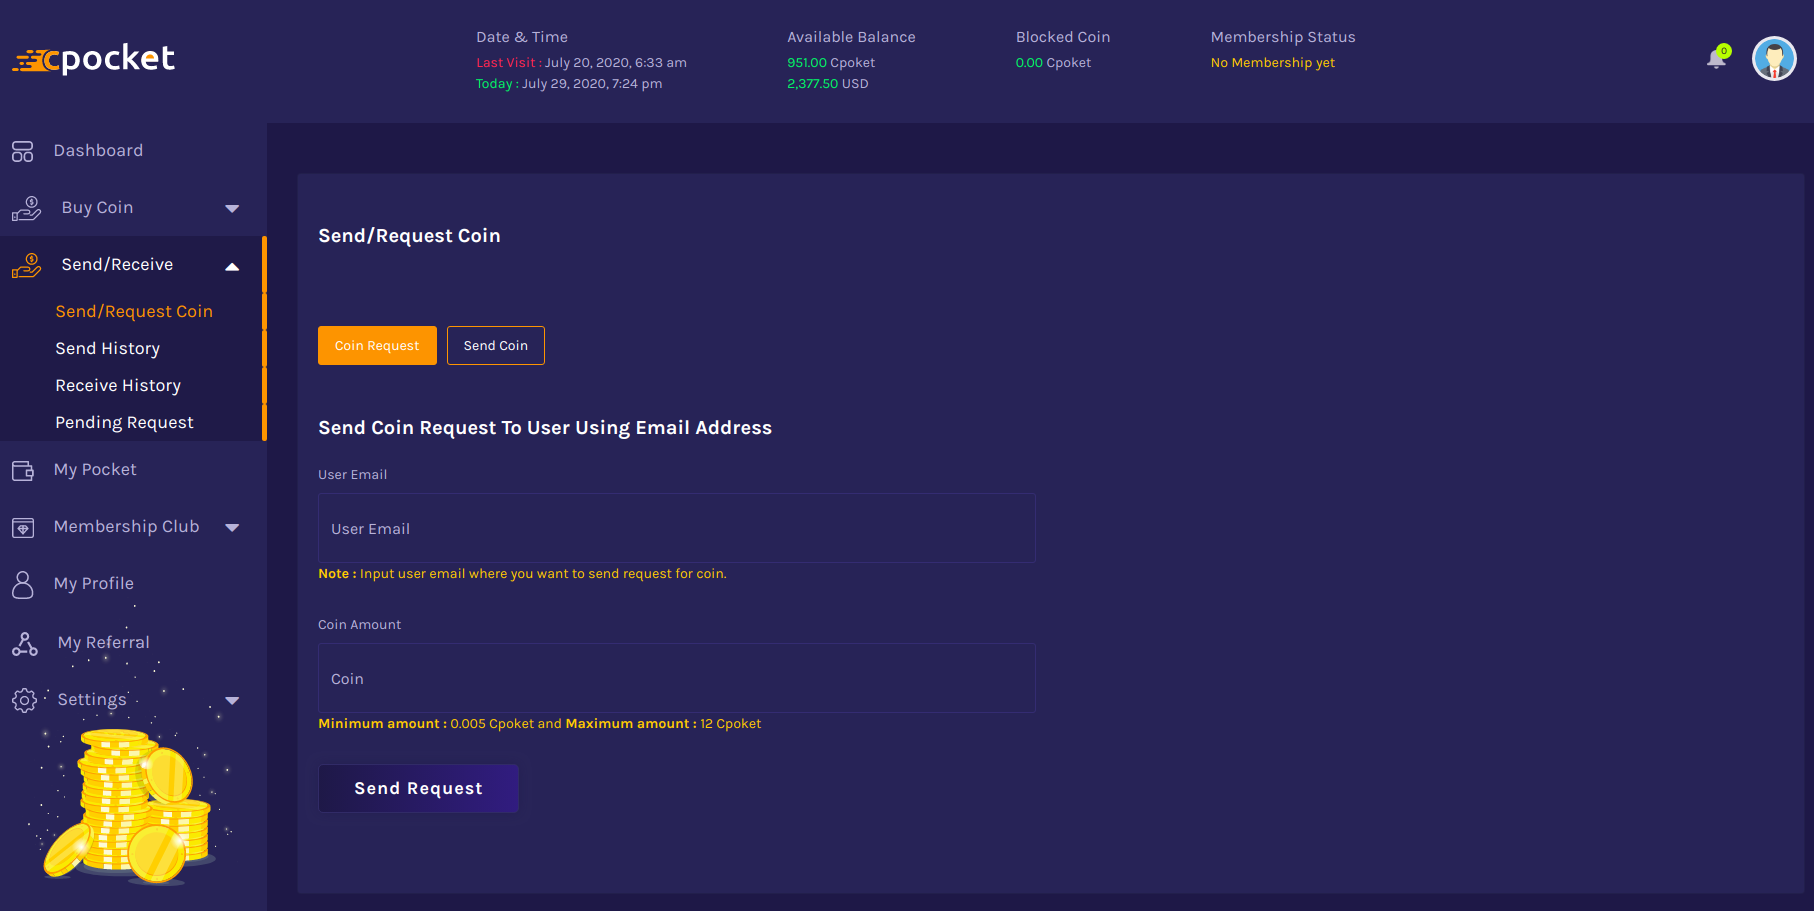 cpocket
Date & Time
Last Visit : July 20, 2020, 6:33 am
Today : July 29, 2020, 7:24 pm
Available Balance
951.00 Cpoket
2,377.50 USD
Blocked Coin
0.00 Cpoket
Membership Status
No Membership yet
0
Dashboard
Buy Coin
Send/Receive
Send/Request Coin
Send History
Receive History
Pending Request
My Pocket
Membership Club
My Profile
My Referral
Settings
Send/Request Coin
Coin Request
Send Coin
Send Coin Request To User Using Email Address
User Email
User Email
Note : Input user email where you want to send request for coin.
Coin Amount
Coin
Minimum amount : 0.005 Cpoket and Maximum amount : 12 Cpoket
Send Request